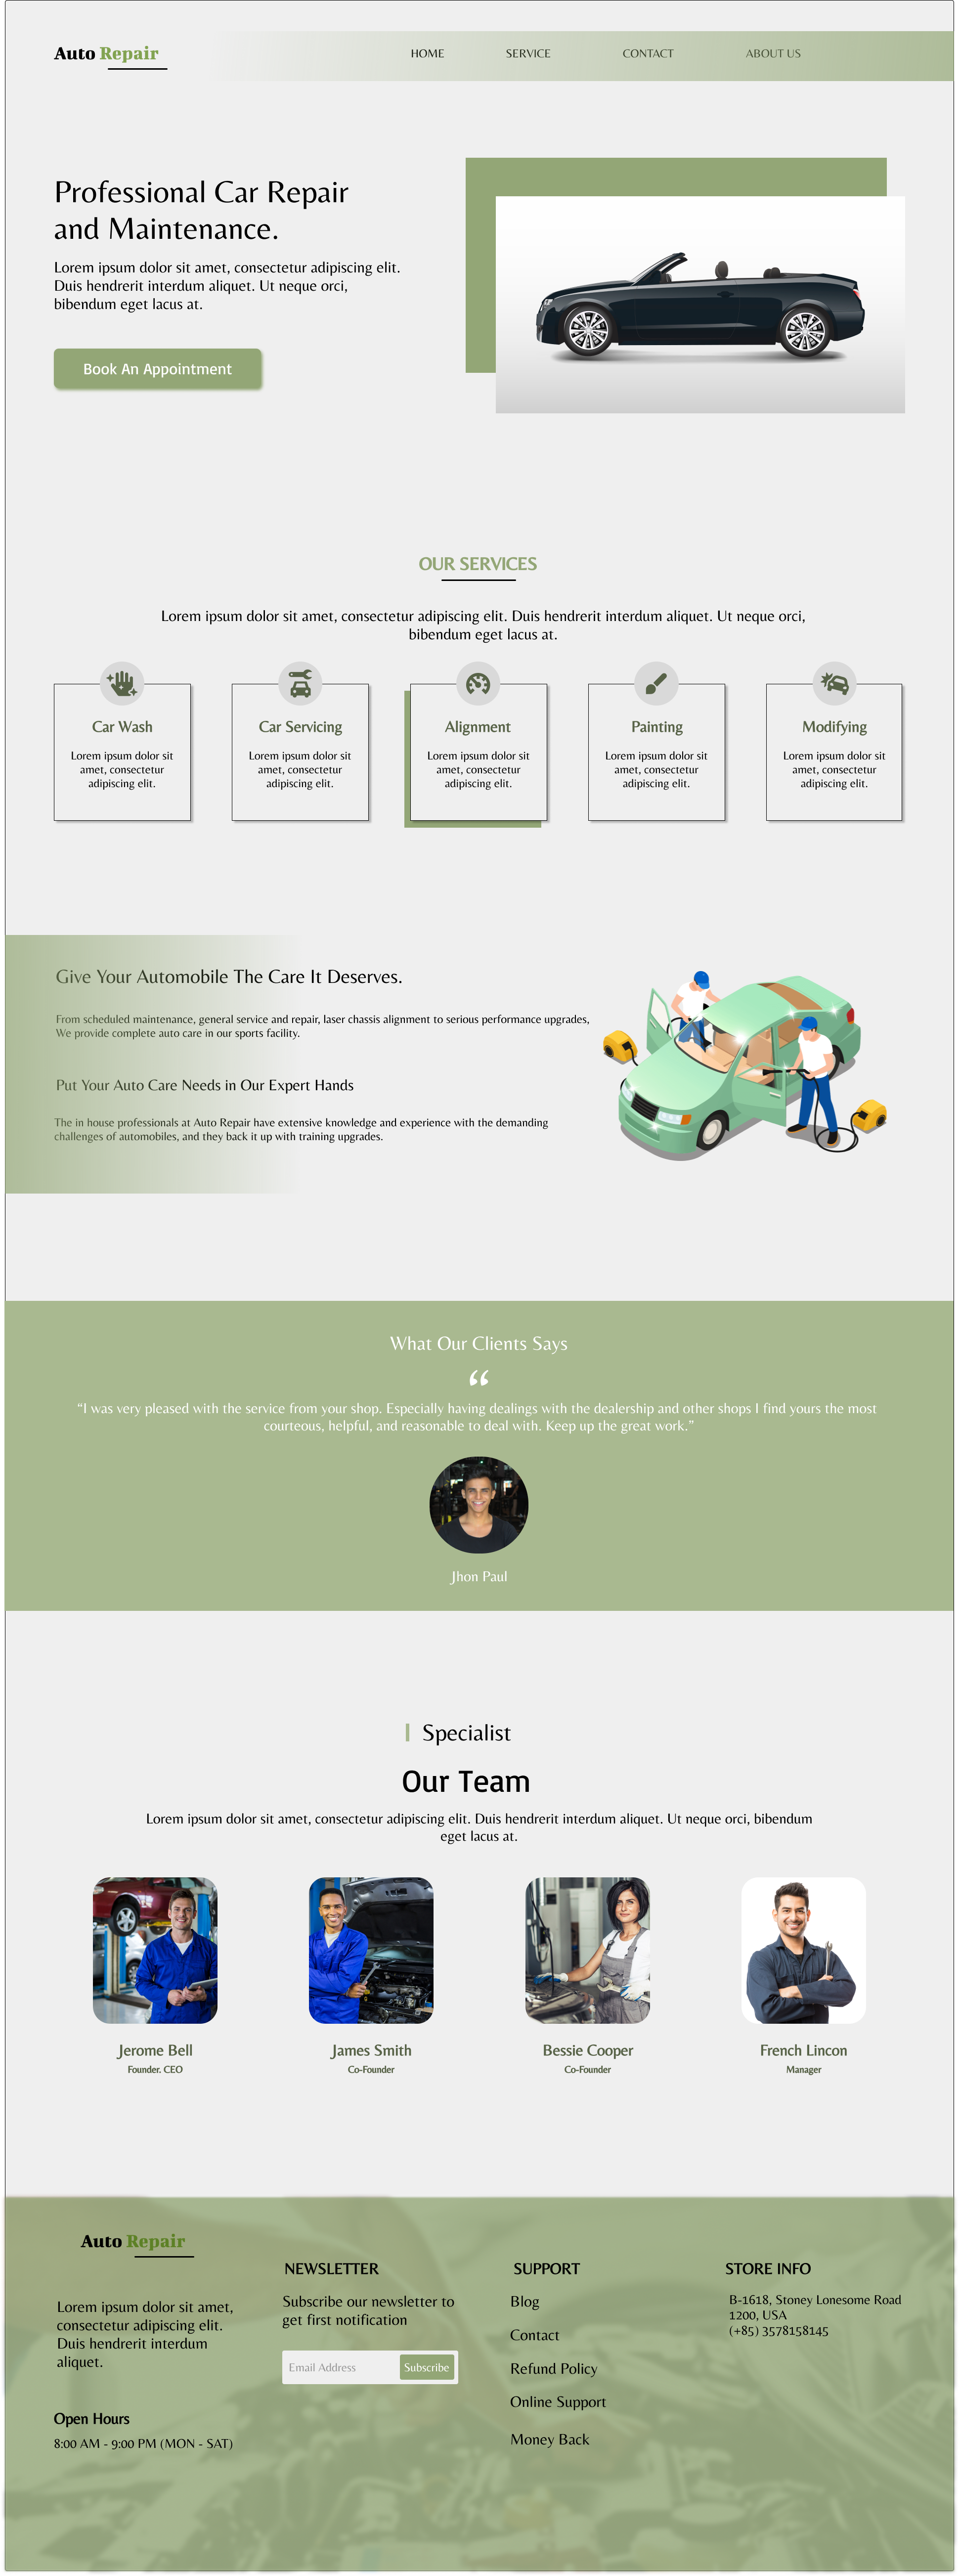 Auto Repair
HOME
SERVICE
CONTACT
ABOUT US
Professional Car Repair
and Maintenance.
Lorem ipsum dolor sit amet, consectetur adipiscing elit.
Duis hendrerit interdum aliquet. Ut neque orci,
bibendum eget lacus at.
Book An Appointment
OUR SERVICES
Lorem ipsum dolor sit amet, consectetur adipiscing elit. Duis hendrerit interdum aliquet. Ut neque orci,
bibendum eget lacus at.
Car Wash
Lorem ipsum dolor sit
amet, consectetur
adipiscing elit.
Car Servicing
Lorem ipsum dolor sit
amet, consectetur
adipiscing elit.
Alignment
Lorem ipsum dolor sit
amet, consectetur
adipiscing elit.
Painting
Lorem ipsum dolor sit
amet, consectetur
adipiscing elit.
Modifying
Lorem ipsum dolor sit
amet, consectetur
adipiscing elit.
Give Your Automobile The Care It Deserves.
From scheduled maintenance, general service and repair, laser chassis alignment to serious performance upgrades,
We provide complete auto care in our sports facility.
Put Your Auto Care Needs in Our Expert Hands
The in house professionals at Auto Repair have extensive knowledge and experience with the demanding
challenges of automobiles, and they back it up with training upgrades.
What Our Clients Says
“
“I was very pleased with the service from your shop. Especially having dealings with the dealership and other shops I find yours the most
courteous, helpful, and reasonable to deal with. Keep up the great work.”
Jhon Paul
Specialist
Our Team
Lorem ipsum dolor sit amet, consectetur adipiscing elit. Duis hendrerit interdum aliquet. Ut neque orci, bibendum
eget lacus at.
Jerome Bell
Founder. CEO
James Smith
Co-Founder
Bessie Cooper
Co-Founder
French Lincon
Manager
Auto Repair
Lorem ipsum dolor sit amet,
consectetur adipiscing elit.
Duis hendrerit interdum
aliquet.
Open Hours
8:00 AM - 9:00 PM (MON - SAT)
NEWSLETTER
Subscribe our newsletter to
get first notification
Email Address
Subscribe
SUPPORT
Blog
Contact
Refund Policy
Online Support
Money Back
STORE INFO
B-1618, Stoney Lonesome Road
1200, USA
(+85) 3578158145